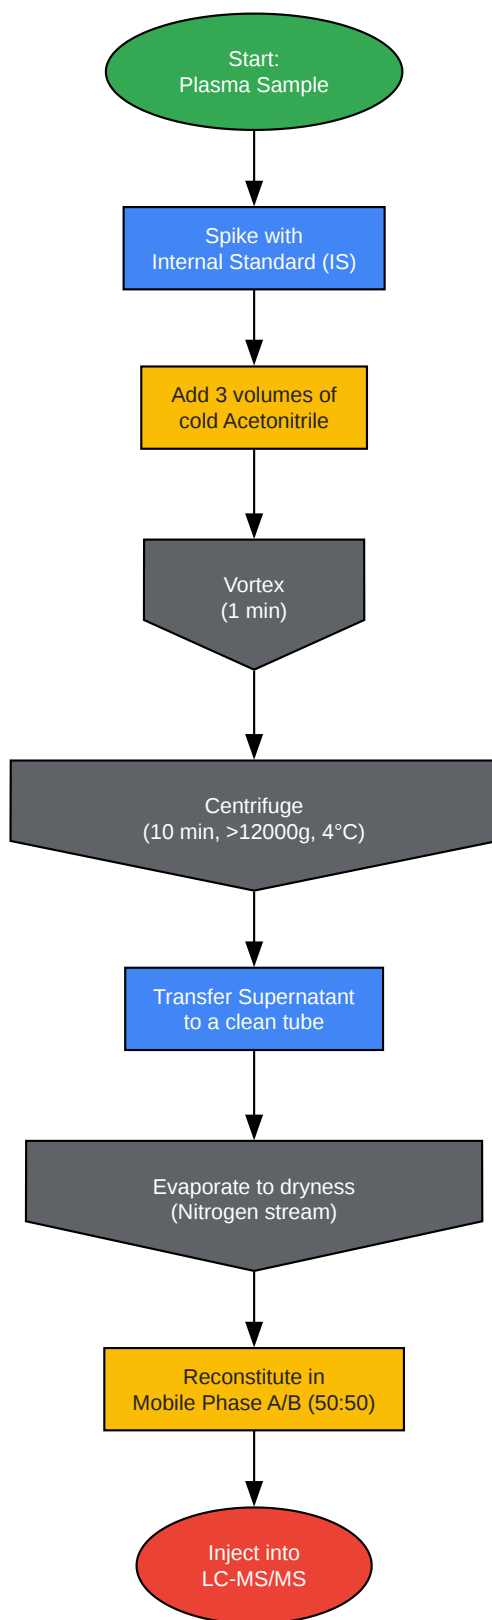 Start:
Plasma Sample
Spike with
Internal Standard (IS)
Add 3 volumes of
cold Acetonitrile
Vortex
(1 min)
Centrifuge
(10 min, >12000g, 4°C)
Transfer Supernatant
to a clean tube
Evaporate to dryness
(Nitrogen stream)
Reconstitute in
Mobile Phase A/B (50:50)
Inject into
LC-MS/MS